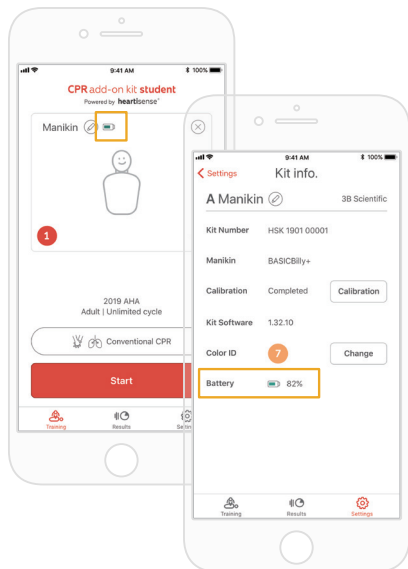 9:41 AM
100%
CPR add-on kit student
Powered by heartisense
Manikin
1
2019 AHA
Adult | Unlimited cycle
Conventional CPR
Start
Training
Results
9:41 AM
100%
Settings
Kit info.
A Manikin
3B Scientific
Kit Number HSK 1901 00001
Manikin BASICBilly+
Calibration Completed Calibration
Kit Software 1.32.10
Color ID 7 Change
Battery 82%
Training
Results
Settings